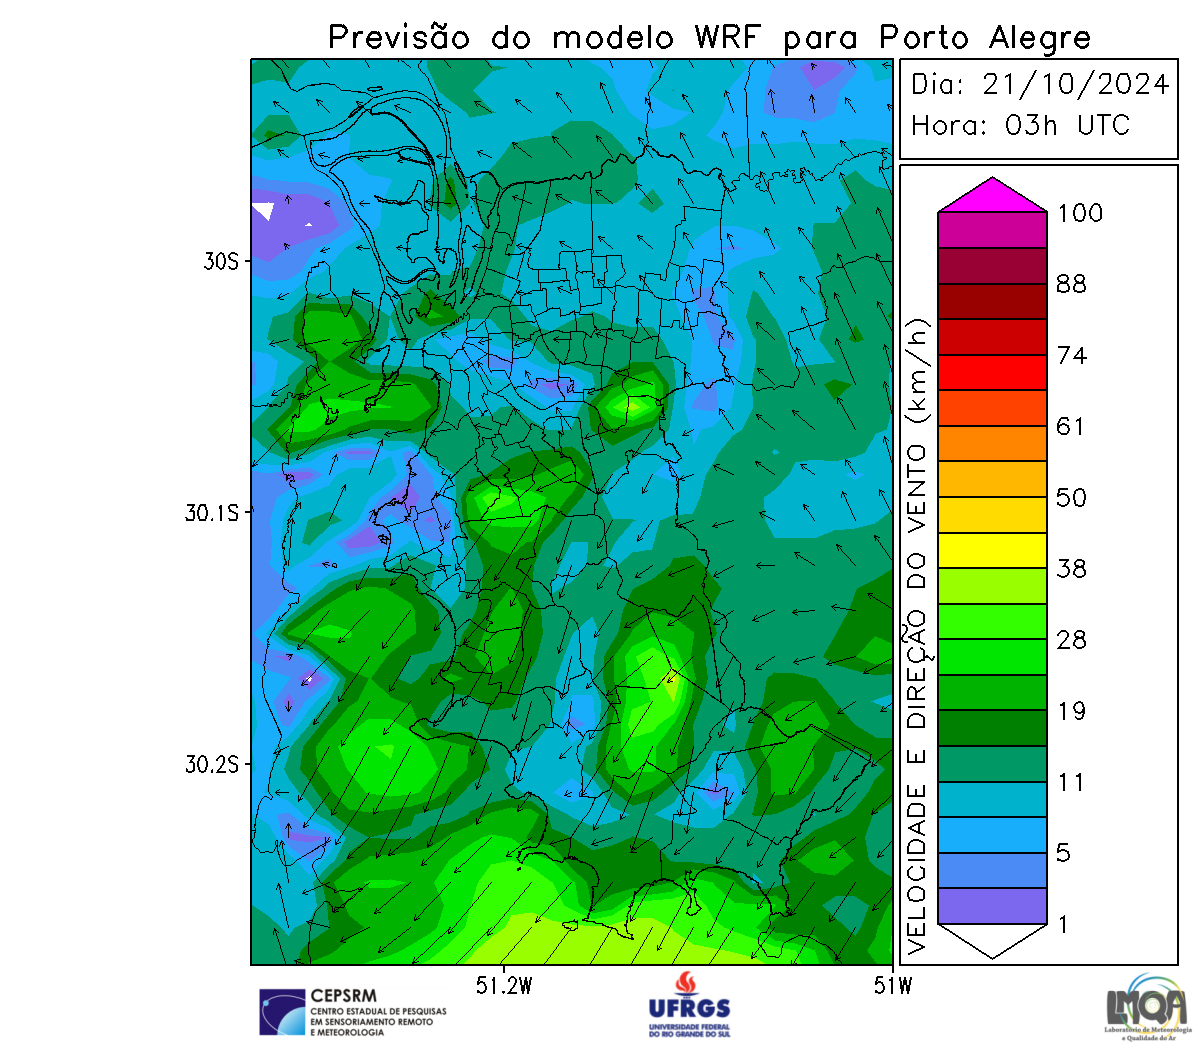 Previsão do modelo WRF para Porto Alegre
Dia: 21/10/2024
Hora: 03h UTC
30S
30.1S
30.2S
51.2W
51W
VELOCIDADE E DIREÇÃO DO VENTO (km/h)
100
88
74
61
50
38
28
19
11
5
1
CEPSRM
CENTRO ESTADUAL DE PESQUISAS
EM SENSORIAMENTO REMOTO
E METEOROLOGIA
UFRGS
UNIVERSIDADE FEDERAL
DO RIO GRANDE DO SUL
LMQA
Laboratório de Meteorologia
e Qualidade do Ar